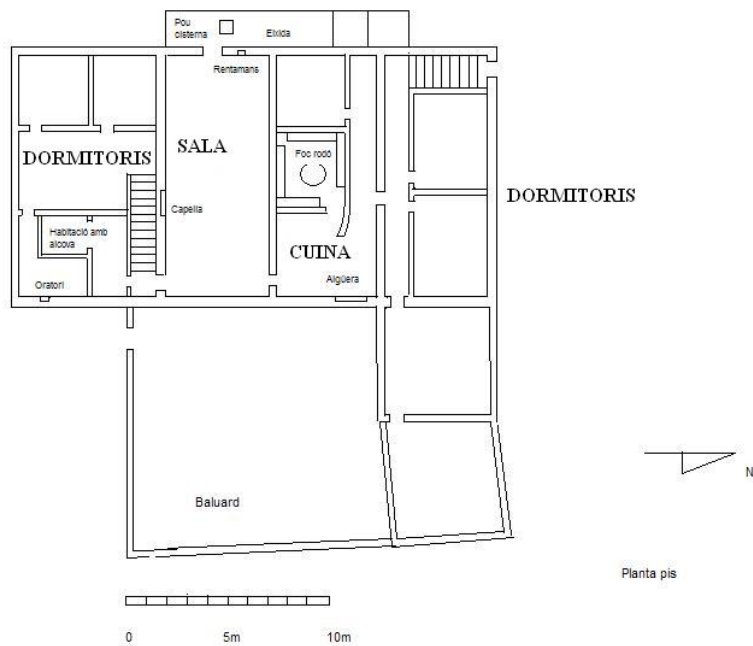 Pou
cisterna
Eixida
Rentamans
DORMITORIS
SALA
Foc rodó
DORMITORIS
Capella
Habitació amb
alcova
CUINA
Oratori
Aigüera
N
Baluard
Planta pis
0 5m 10m